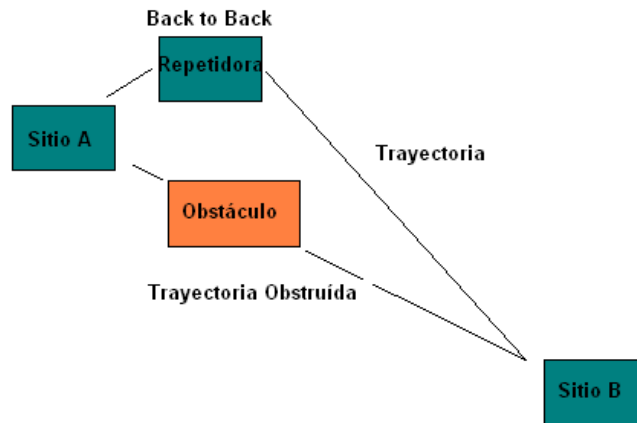 Back to Back
Repetidora
Sitio A
Trayectoria
Obstáculo
Trayectoria Obstruída
Sitio B